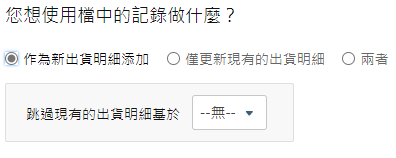 您想使用檔中的記錄做什麼？
作為新出貨明細添加 僅更新現有的出貨明細 兩者
跳過現有的出貨明細基於 --無--